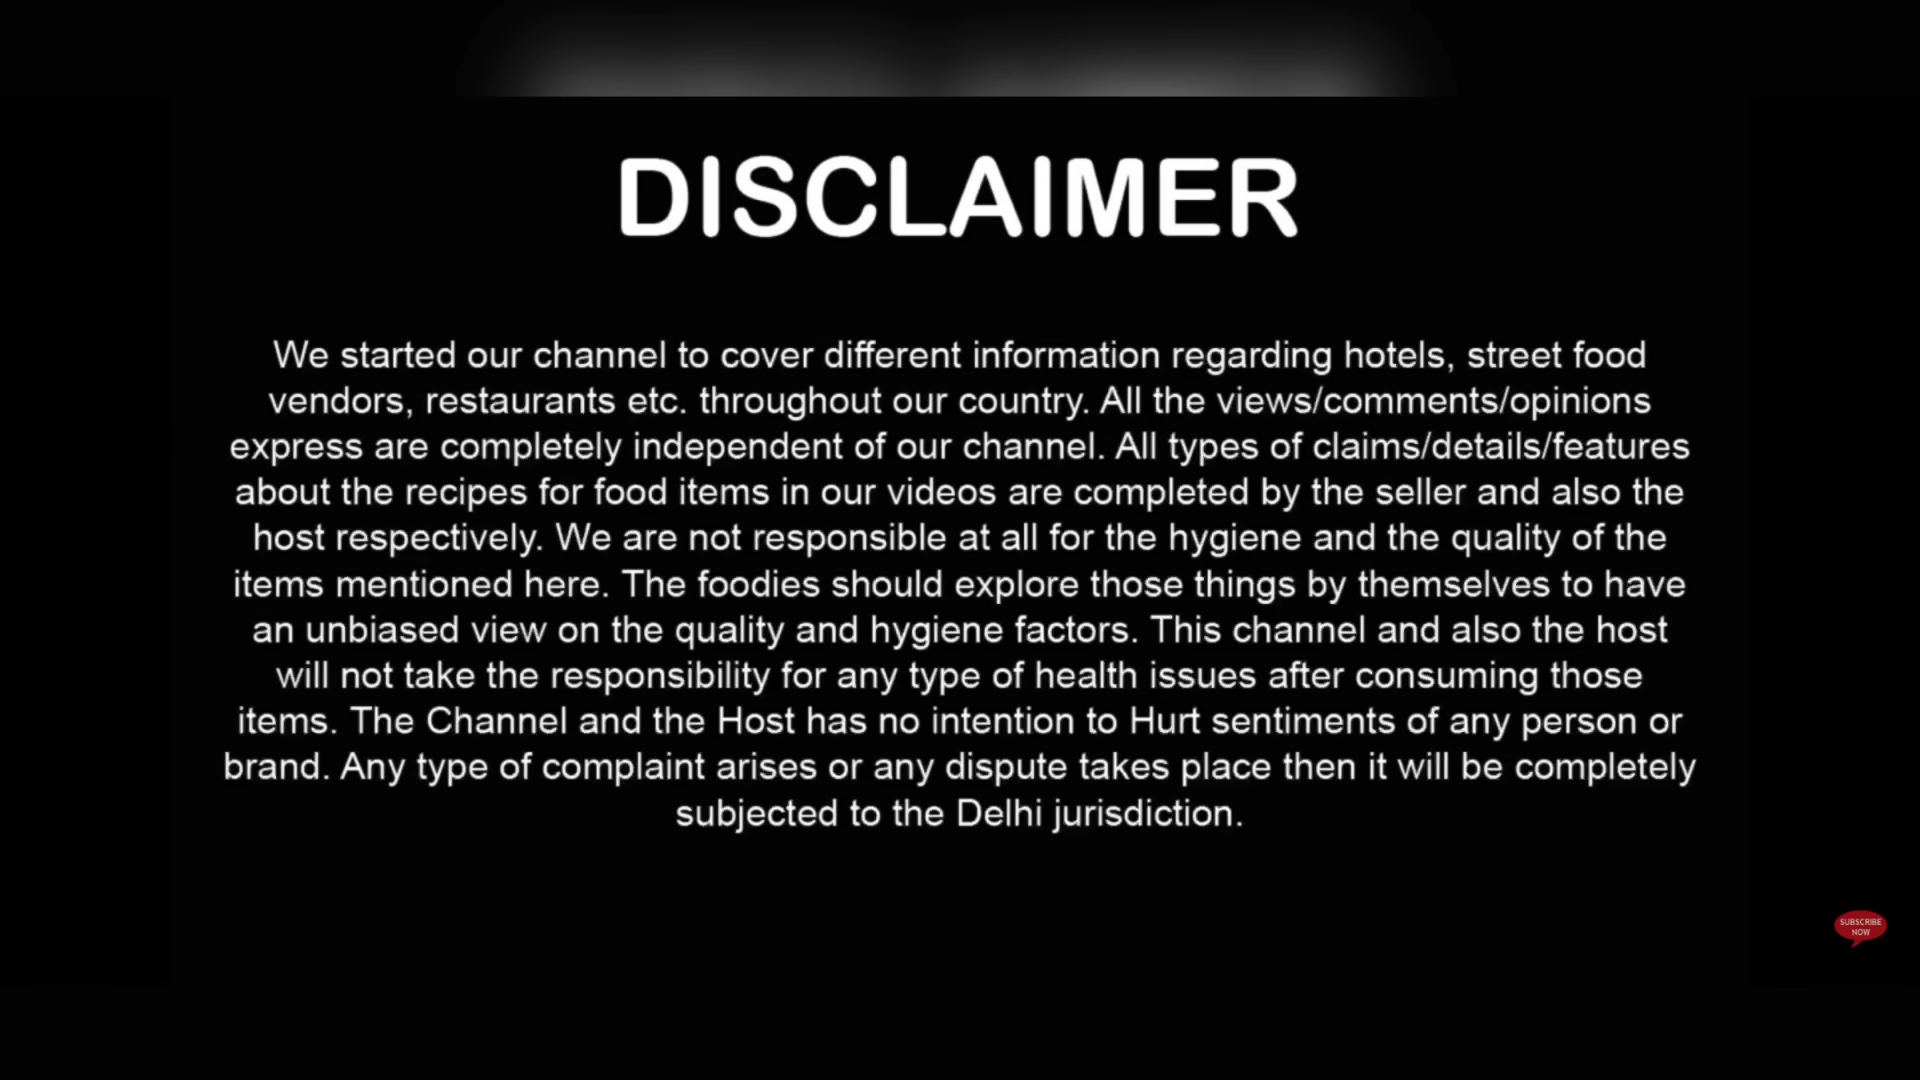 DISCLAIMER
We started our channel to cover different information regarding hotels, street food
vendors, restaurants etc. throughout our country. All the views/comments/opinions
express are completely independent of our channel. All types of claims/details/features
about the recipes for food items in our videos are completed by the seller and also the
host respectively. We are not responsible at all for the hygiene and the quality of the
items mentioned here. The foodies should explore those things by themselves to have
an unbiased view on the quality and hygiene factors. This channel and also the host
will not take the responsibility for any type of health issues after consuming those
items. The Channel and the Host has no intention to Hurt sentiments of any person or
brand. Any type of complaint arises or any dispute takes place then it will be completely
subjected to the Delhi jurisdiction.
SUBSCRIBE
NOW